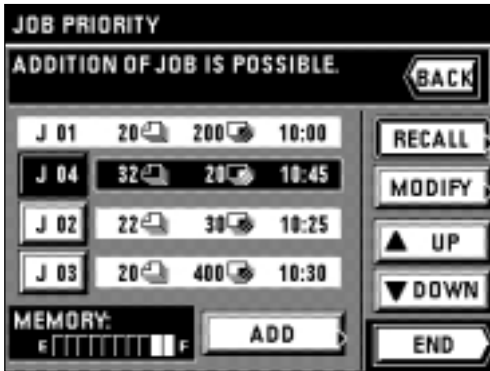 JOB PRIORITY
ADDITION OF JOB IS POSSIBLE.
BACK
J 01 20 200 10:00
RECALL
J 04 32 20 10:45
MODIFY
J 02 22 30 10:25
UP
J 03 20 400 10:30
DOWN
MEMORY:
E F
ADD
END